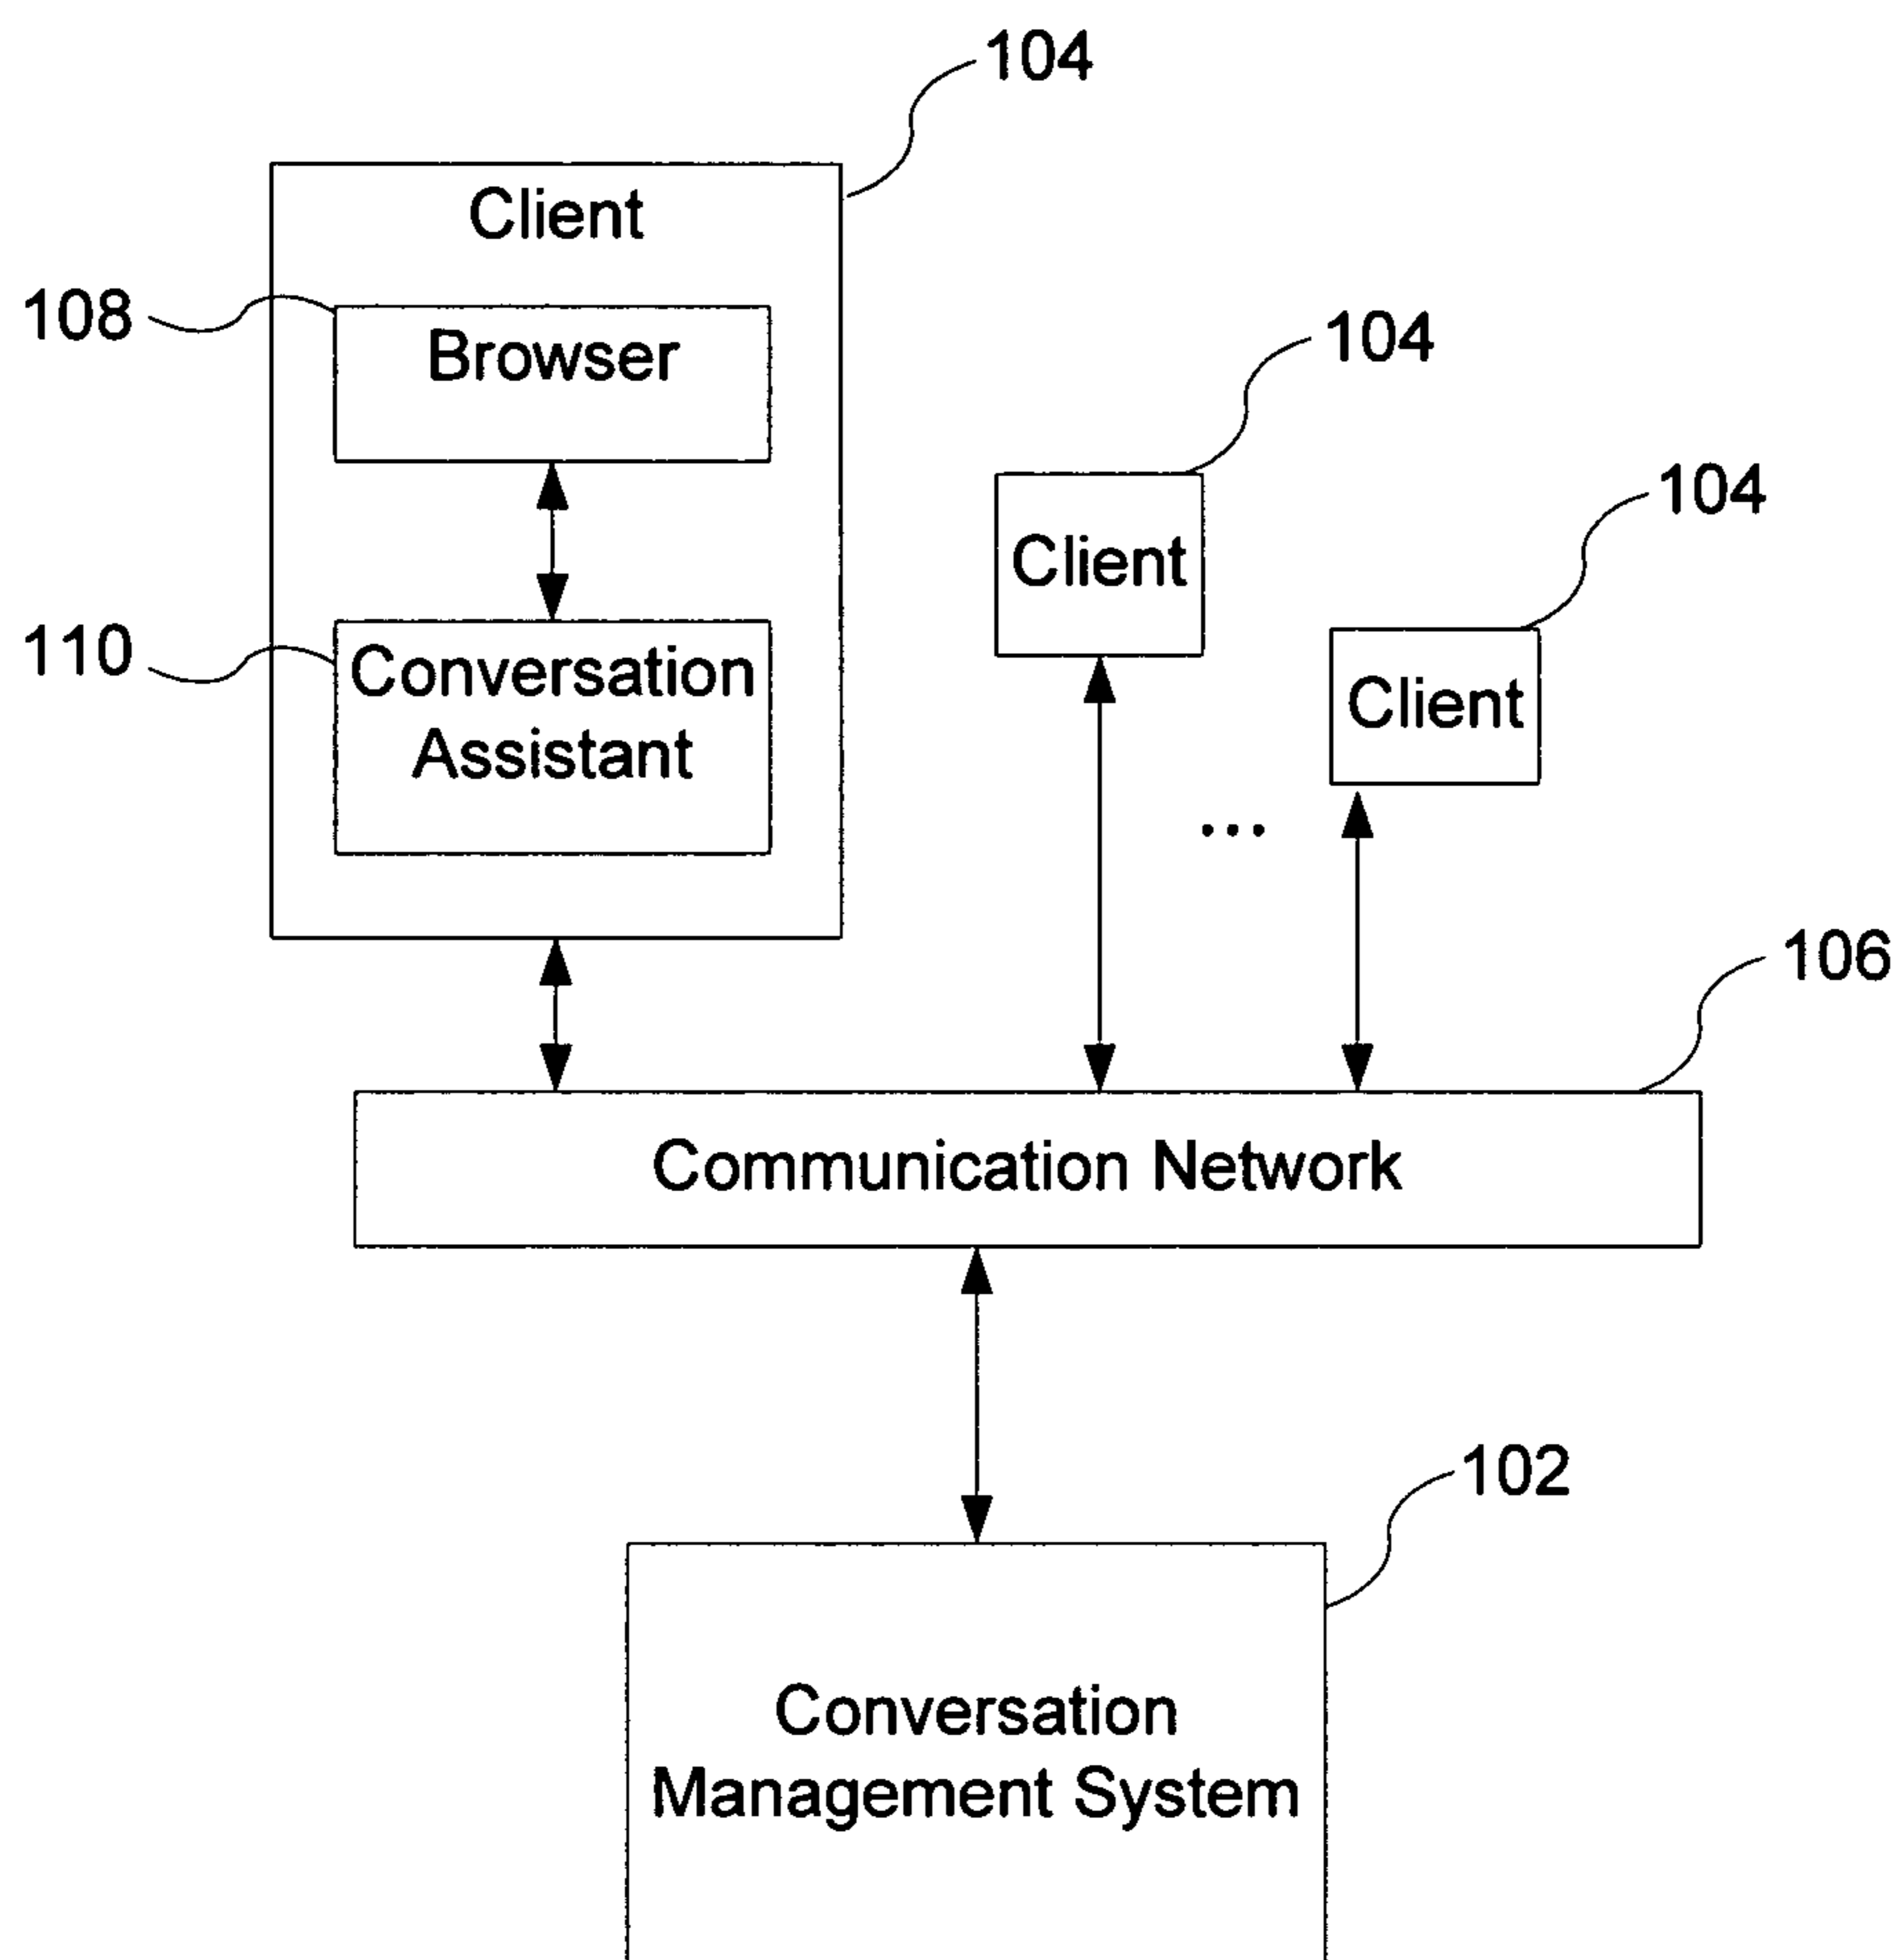 104
Client
108
Browser
104
104
Client
110
Conversation
Assistant
Client
...
106
Communication Network
102
Conversation
Management System